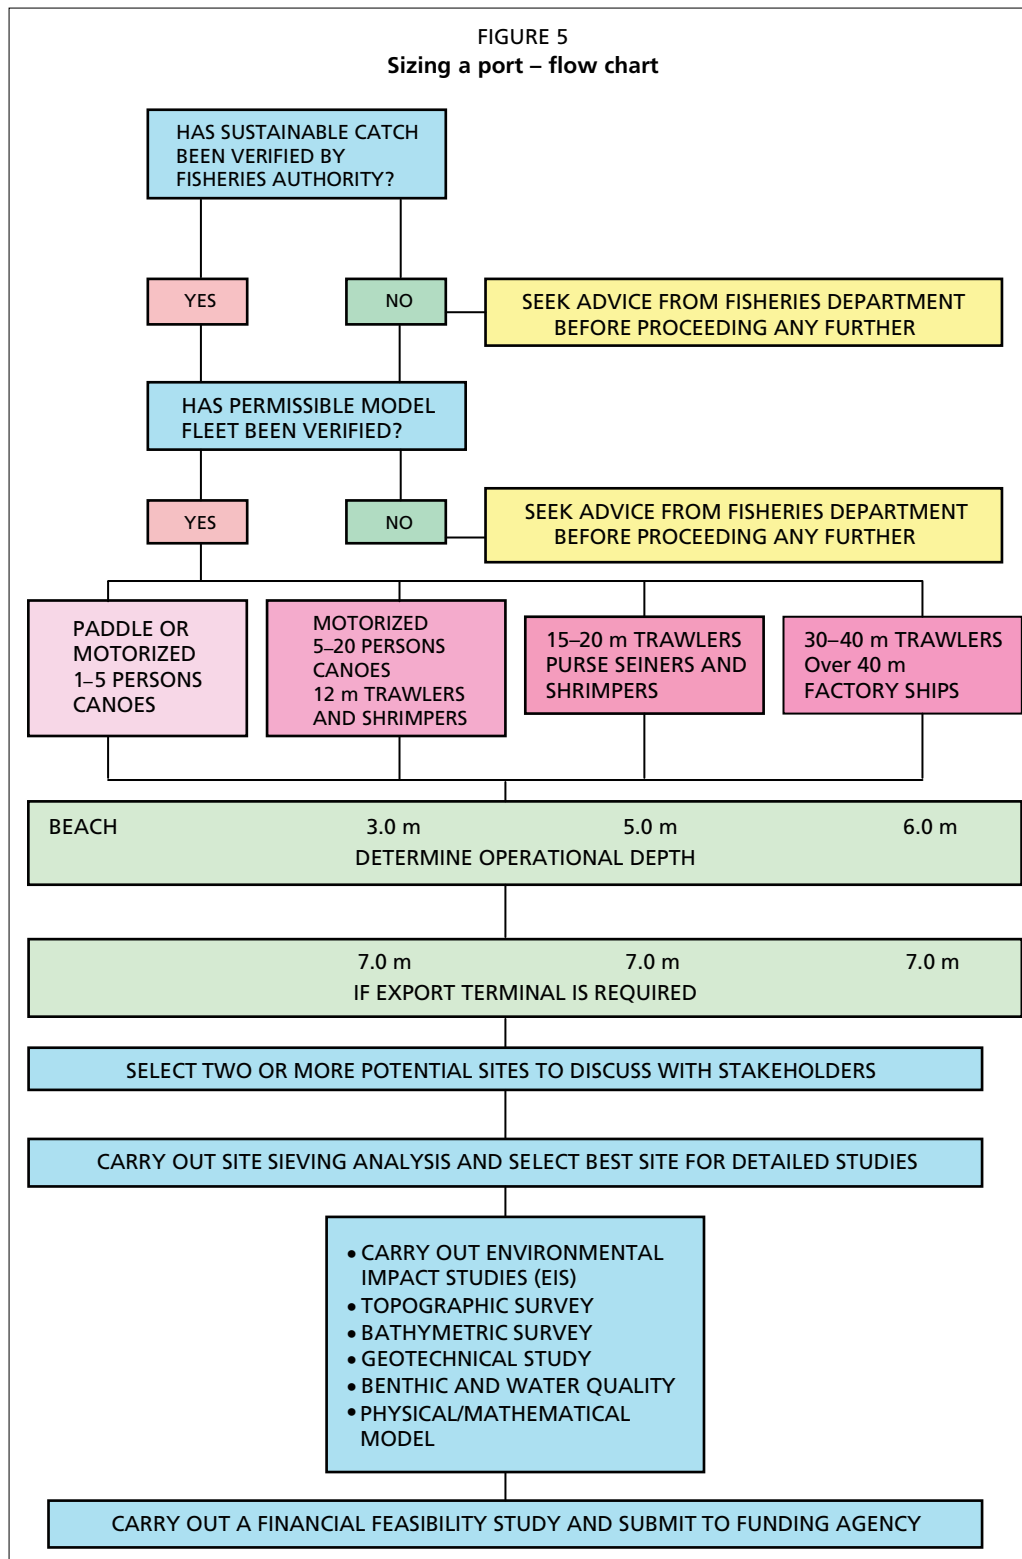 FIGURE 5
Sizing a port – flow chart
HAS SUSTAINABLE CATCH
BEEN VERIFIED BY
FISHERIES AUTHORITY?
YES
NO
SEEK ADVICE FROM FISHERIES DEPARTMENT
BEFORE PROCEEDING ANY FURTHER
HAS PERMISSIBLE MODEL
FLEET BEEN VERIFIED?
YES
NO
SEEK ADVICE FROM FISHERIES DEPARTMENT
BEFORE PROCEEDING ANY FURTHER
PADDLE OR
MOTORIZED
1–5 PERSONS
CANOES
MOTORIZED
5–20 PERSONS
CANOES
12 m TRAWLERS
AND SHRIMPERS
15–20 m TRAWLERS
PURSE SEINERS AND
SHRIMPERS
30–40 m TRAWLERS
Over 40 m
FACTORY SHIPS
BEACH 3.0 m 5.0 m 6.0 m
DETERMINE OPERATIONAL DEPTH
7.0 m 7.0 m 7.0 m
IF EXPORT TERMINAL IS REQUIRED
SELECT TWO OR MORE POTENTIAL SITES TO DISCUSS WITH STAKEHOLDERS
CARRY OUT SITE SIEVING ANALYSIS AND SELECT BEST SITE FOR DETAILED STUDIES
• CARRY OUT ENVIRONMENTAL
IMPACT STUDIES (EIS)
• TOPOGRAPHIC SURVEY
• BATHYMETRIC SURVEY
• GEOTECHNICAL STUDY
• BENTHIC AND WATER QUALITY
• PHYSICAL/MATHEMATICAL
MODEL
CARRY OUT A FINANCIAL FEASIBILITY STUDY AND SUBMIT TO FUNDING AGENCY